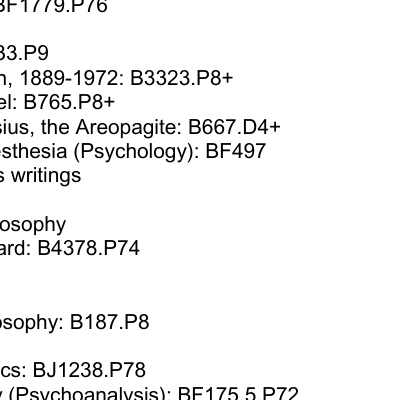 BF1779.P76
33.P9
n, 1889-1972: B3323.P8+
el: B765.P8+
sius, the Areopagite: B667.D4+
esthesia (Psychology): BF497
s writings
osophy
ard: B4378.P74
osophy: B187.P8
cs: BJ1238.P78
y (Psychoanalysis): BF175.5.P72